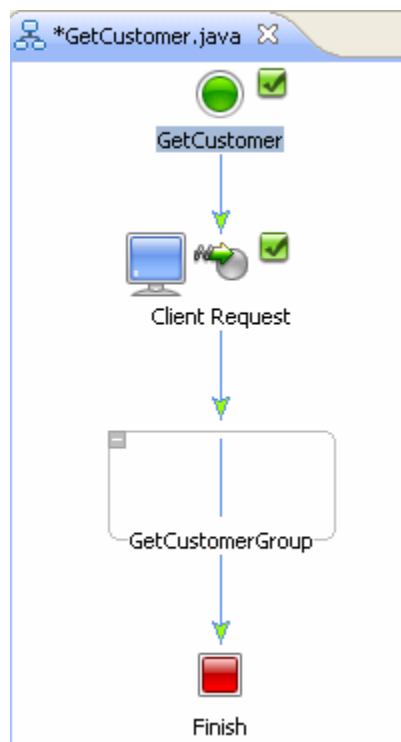 *GetCustomer.java
GetCustomer
Client Request
GetCustomerGroup
Finish